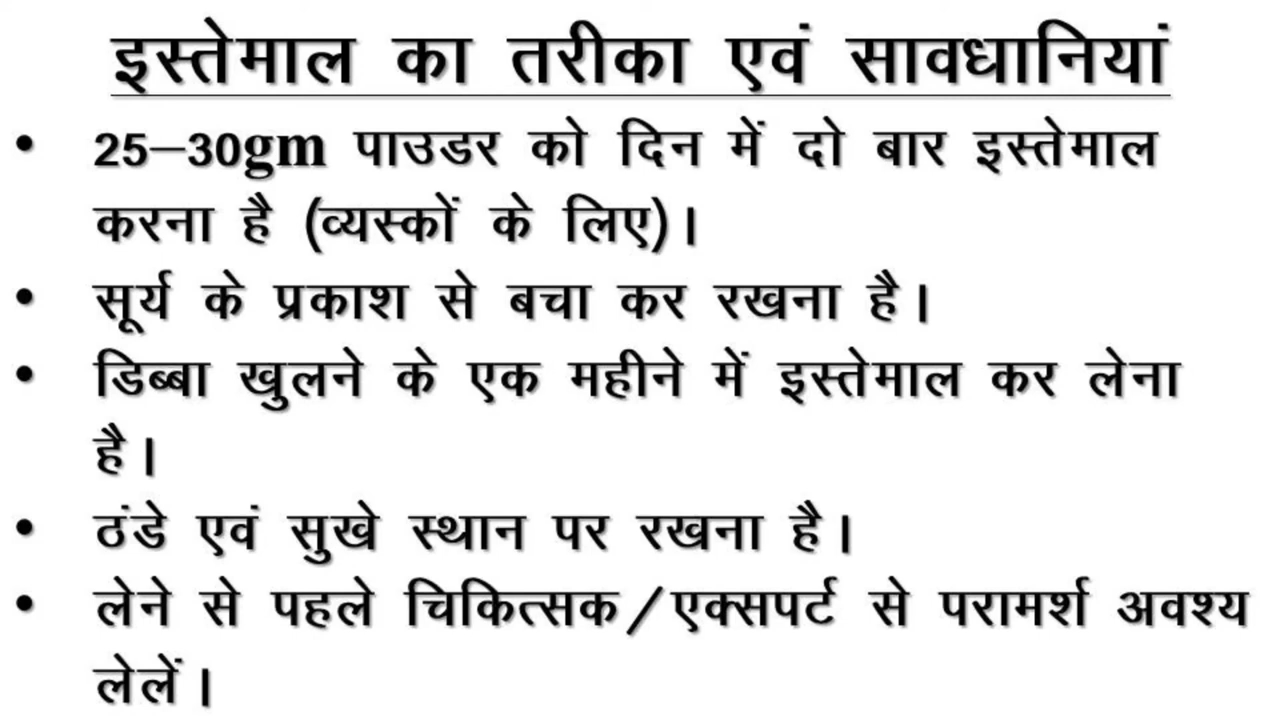 इस्तेमाल का तरीका एवं सावधानियां
• 25–30gm पाउडर को दिन में दो बार इस्तेमाल
करना है (व्यस्कों के लिए)।
• सूर्य के प्रकाश से बचा कर रखना है।
• डिब्बा खुलने के एक महीने में इस्तेमाल कर लेना
है।
• ठंडे एवं सुखे स्थान पर रखना है।
• लेने से पहले चिकित्सक/एक्सपर्ट से परामर्श अवश्य
लेलें।